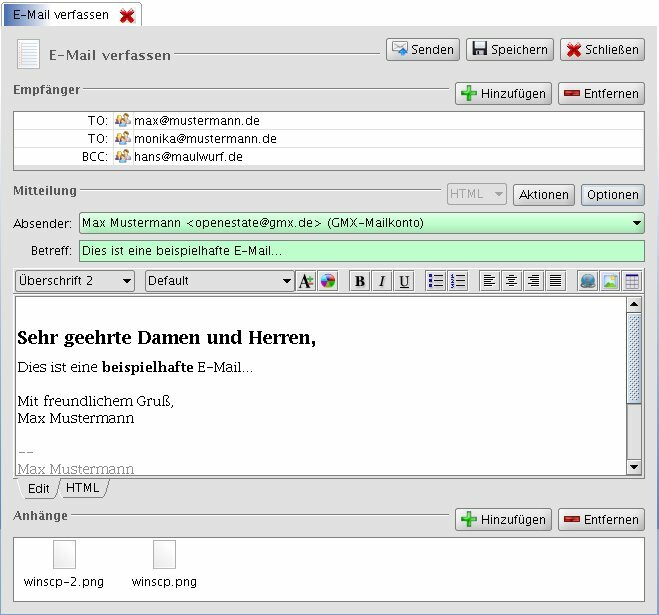 E-Mail verfassen
E-Mail verfassen Senden Speichern Schließen
Empfänger Hinzufügen Entfernen
TO: max@mustermann.de
TO: monika@mustermann.de
BCC: hans@maulwurf.de
Mitteilung HTML Aktionen Optionen
Absender: Max Mustermann <openestate@gmx.de> (GMX-Mailkonto)
Betreff: Dies ist eine beispielhafte E-Mail...
Überschrift 2 Default A B I U
Sehr geehrte Damen und Herren,
Dies ist eine beispielhafte E-Mail...
Mit freundlichem Gruß,
Max Mustermann
--
Max Mustermann
Edit HTML
Anhänge Hinzufügen Entfernen
winscp-2.png winscp.png